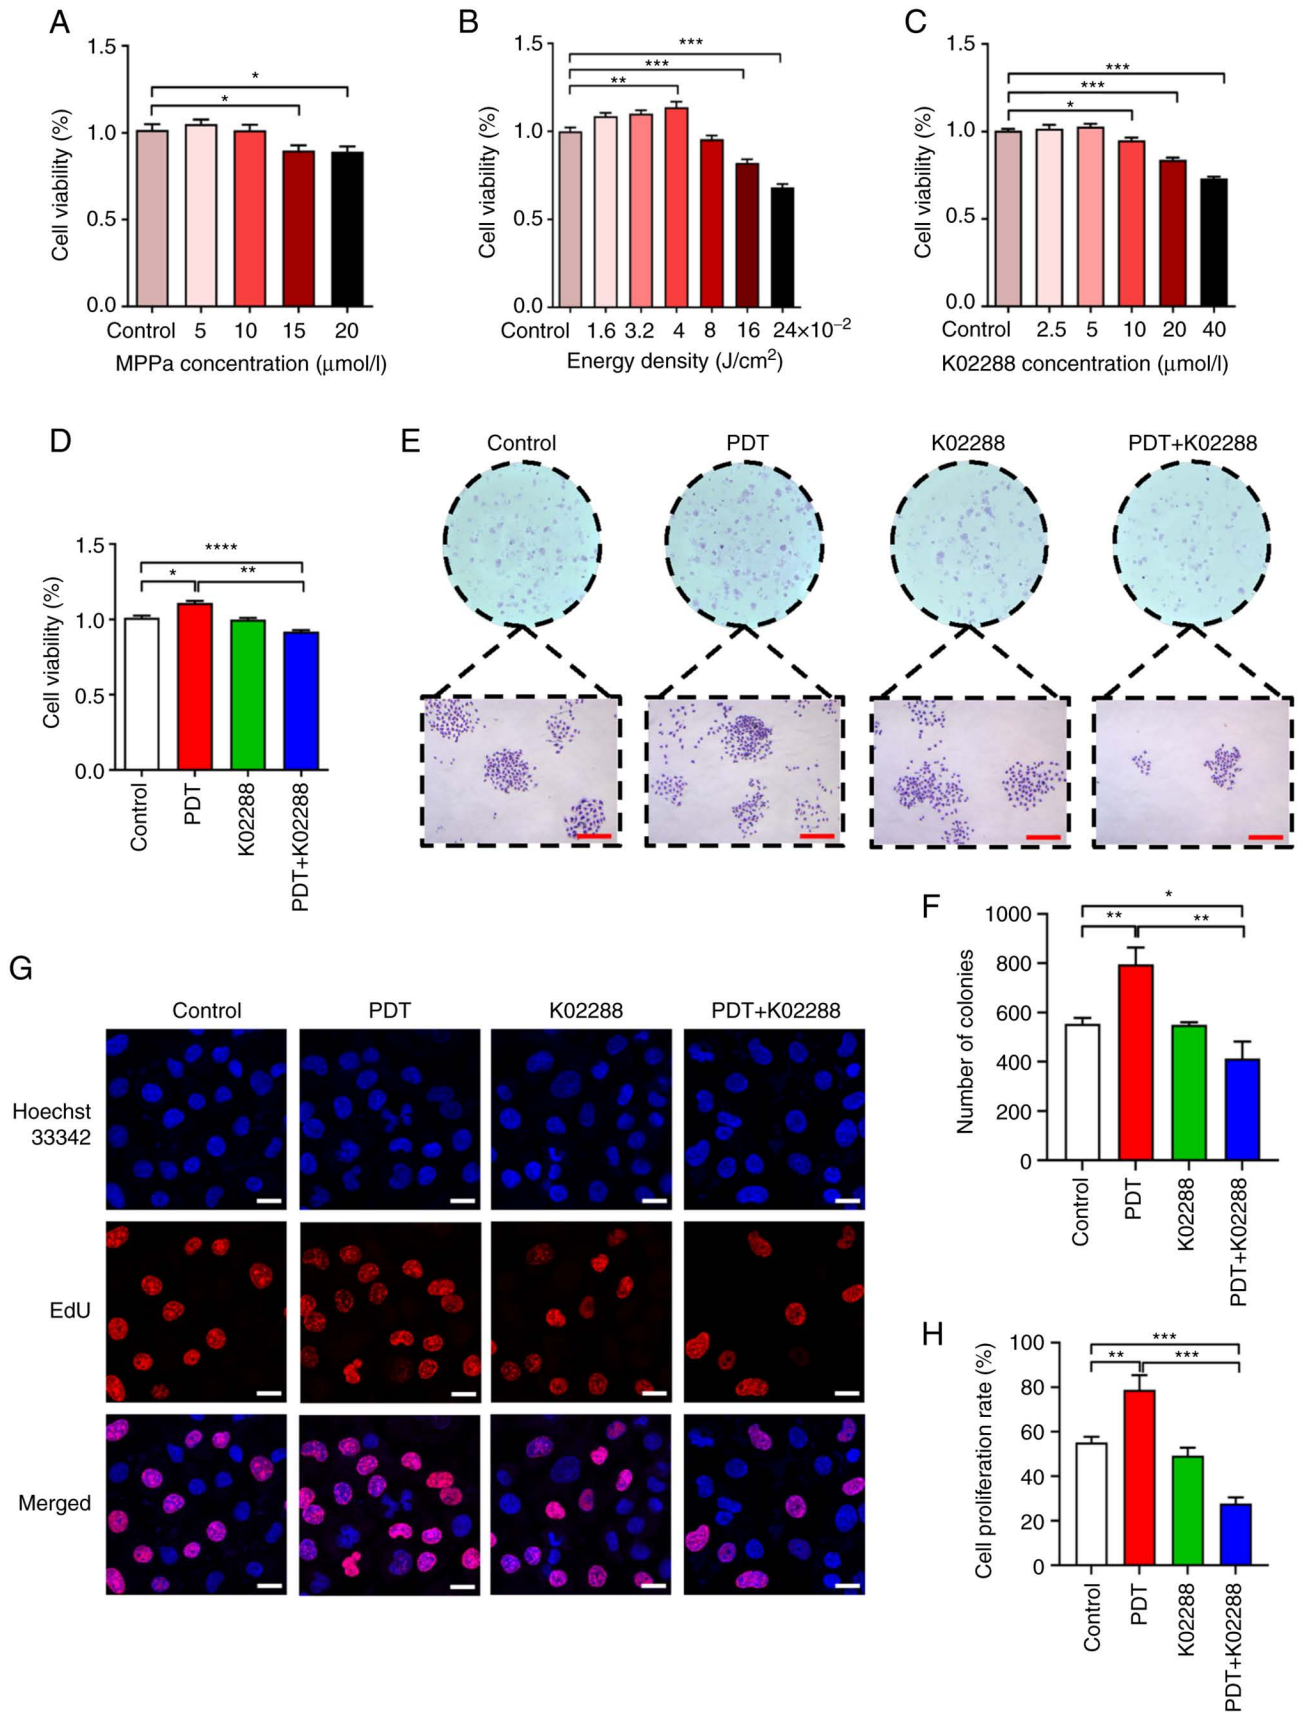 A
1.5
1.0
0.5
0.0
Cell viability (%)
*
*
Control 5 10 15 20
MPPa concentration (μmol/l)
B
1.5
1.0
0.5
0.0
Cell viability (%)
***
***
**
Control 1.6 3.2 4 8 16 24×10−2
Energy density (J/cm2)
C
1.5
1.0
0.5
0.0
Cell viability (%)
***
***
*
Control 2.5 5 10 20 40
K02288 concentration (μmol/l)
D
1.5
1.0
0.5
0.0
Cell viability (%)
****
* **
Control
PDT
K02288
PDT+K02288
E
Control PDT K02288 PDT+K02288
F
1000
800
600
400
200
0
Number of colonies
*
** **
Control
PDT
K02288
PDT+K02288
G
Control PDT K02288 PDT+K02288
Hoechst
33342
EdU
Merged
H
100
80
60
40
20
0
Cell proliferation rate (%)
***
** ***
Control
PDT
K02288
PDT+K02288